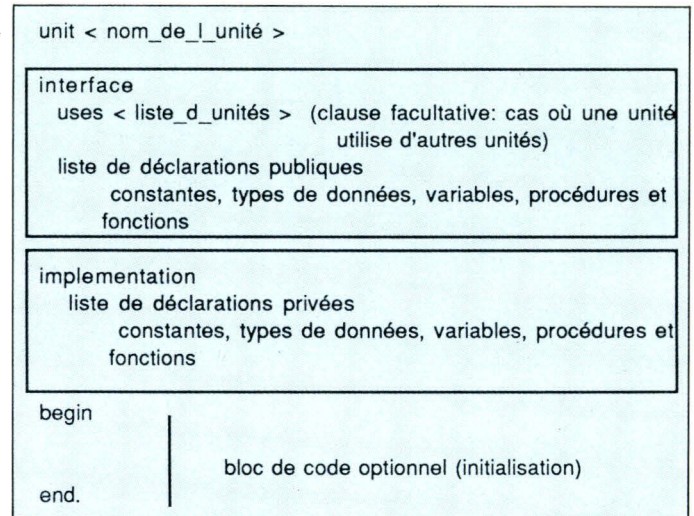 unit < nom_de_l_unité >
interface
uses < liste_d_unités > (clause facultative: cas où une unité
utilise d'autres unités)
liste de déclarations publiques
constantes, types de données, variables, procédures et
fonctions
implementation
liste de déclarations privées
constantes, types de données, variables, procédures et
fonctions
begin
bloc de code optionnel (initialisation)
end.